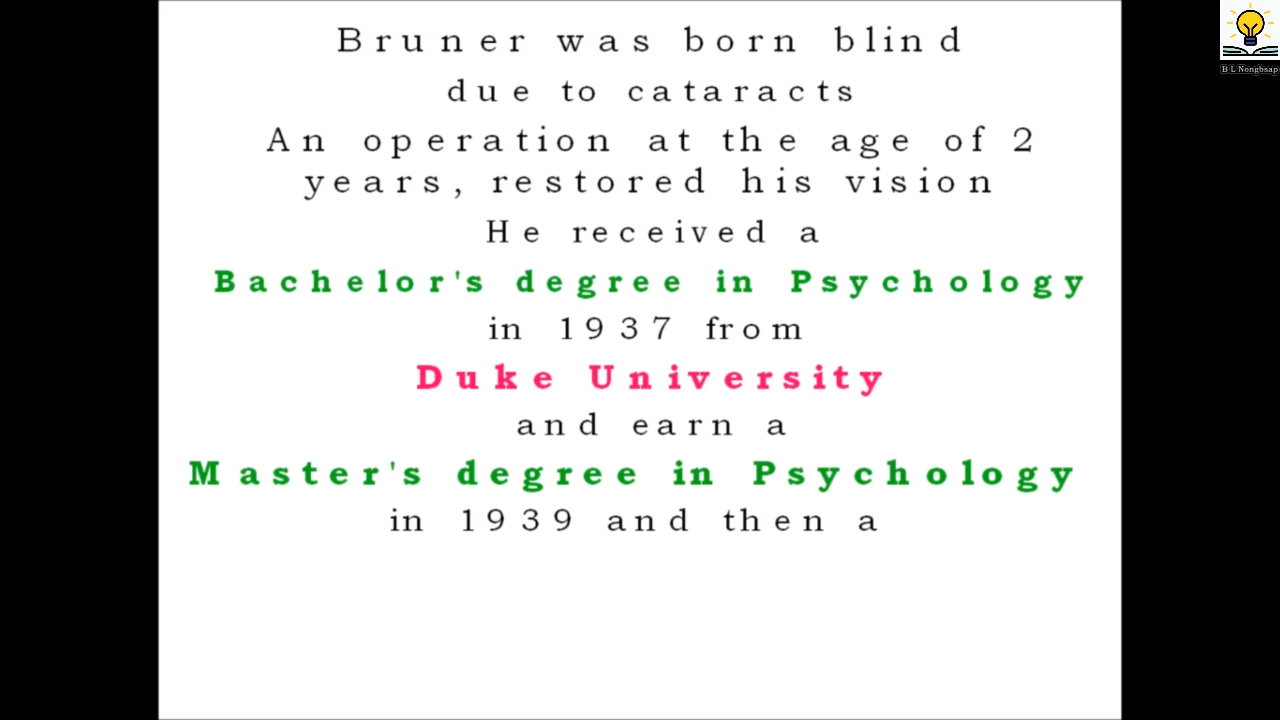 Bruner was born blind
due to cataracts
An operation at the age of 2
years, restored his vision
He received a
Bachelor's degree in Psychology
in 1937 from
Duke University
and earn a
Master's degree in Psychology
in 1939 and then a
B L Nongbsap